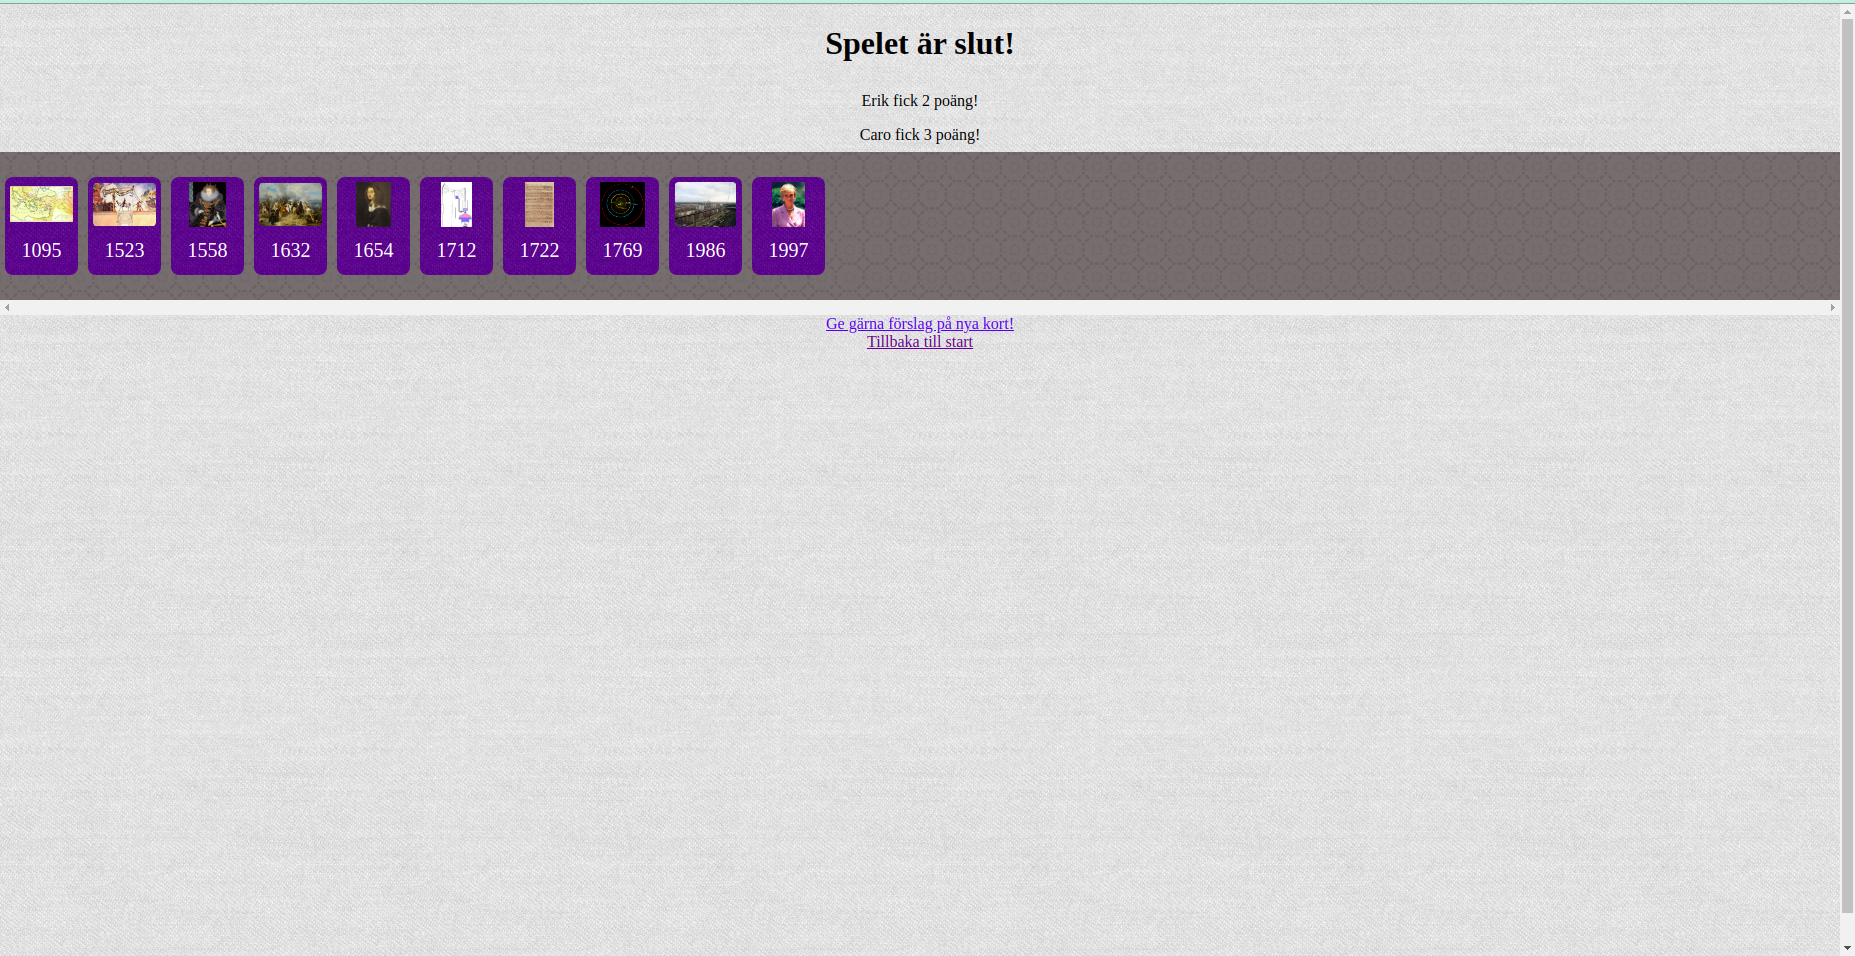 Spelet är slut!
Erik fick 2 poäng!
Caro fick 3 poäng!
1095 1523 1558 1632 1654 1712 1722 1769 1986 1997
Ge gärna förslag på nya kort!
Tillbaka till start